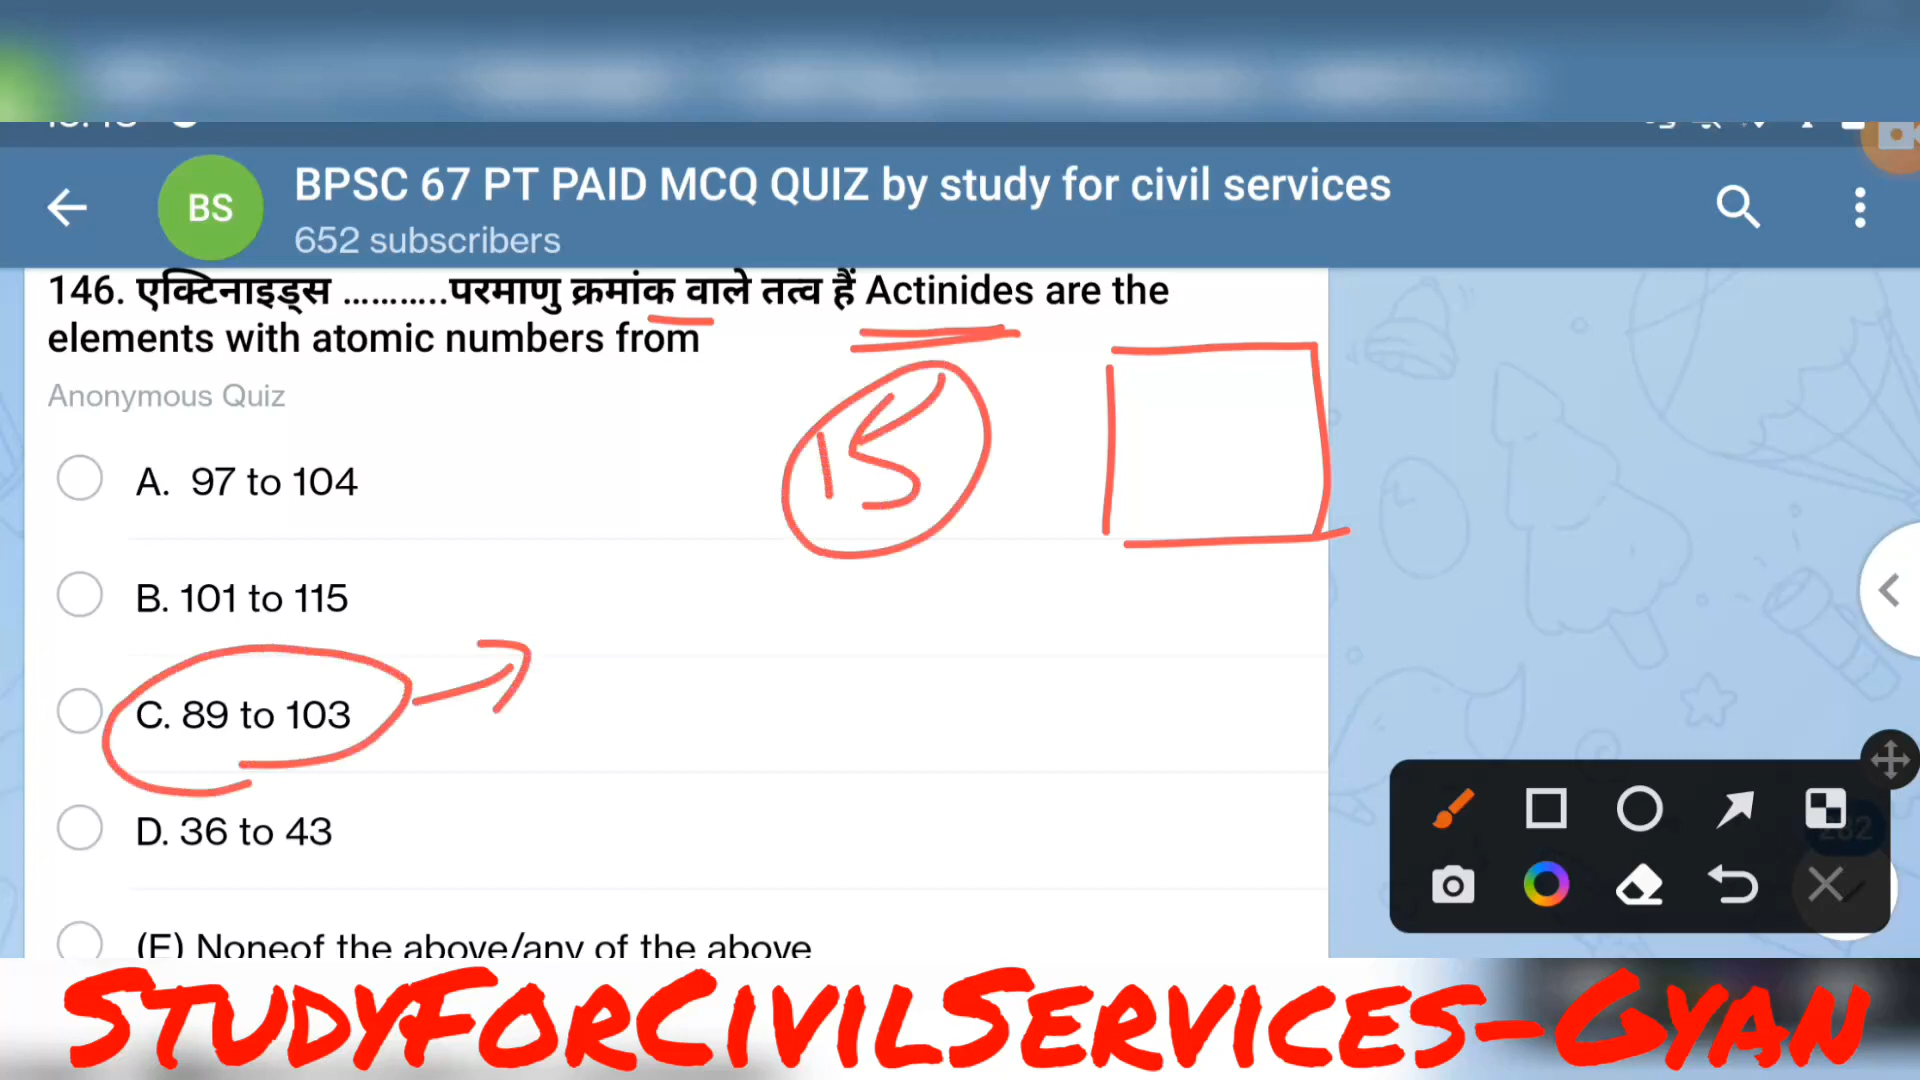 BS
BPSC 67 PT PAID MCQ QUIZ by study for civil services
652 subscribers
146. एक्टिनाइड्स ...........परमाणु क्रमांक वाले तत्व हैं Actinides are the
elements with atomic numbers from
Anonymous Quiz
15
A. 97 to 104
B. 101 to 115
C. 89 to 103
D. 36 to 43
(E) Noneof the above/any of the above
StudyForCivilServices-Gyan